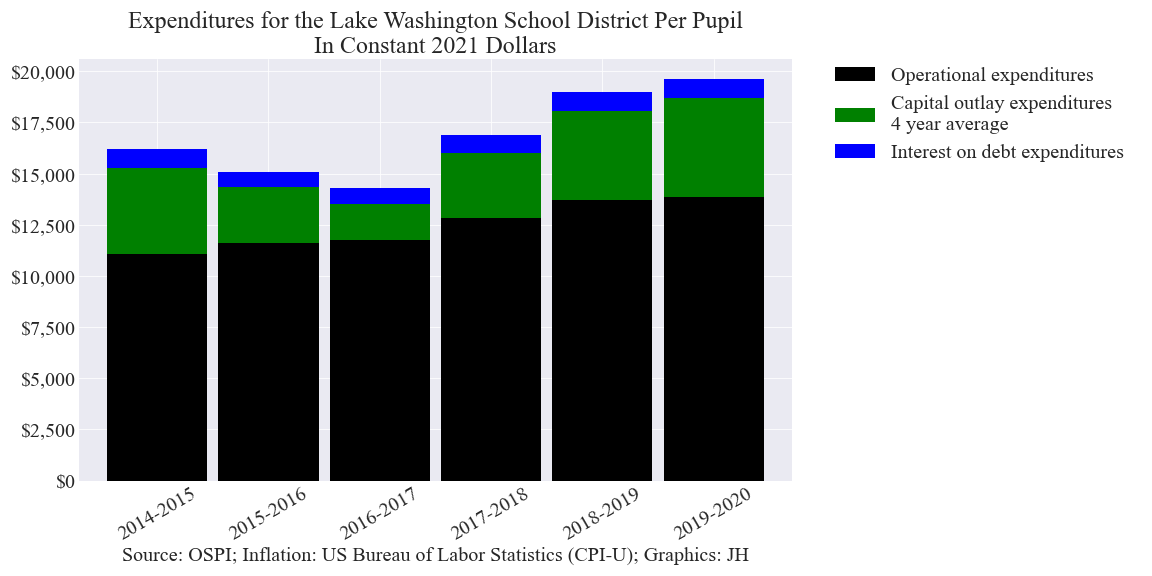 Expenditures for the Lake Washington School District Per Pupil
In Constant 2021 Dollars
$20,000
$17,500
$15,000
$12,500
$10,000
$7,500
$5,000
$2,500
$0
2014-2015
2015-2016
2016-2017
2017-2018
2018-2019
2019-2020
Source: OSPI; Inflation: US Bureau of Labor Statistics (CPI-U); Graphics: JH
Operational expenditures
Capital outlay expenditures
4 year average
Interest on debt expenditures